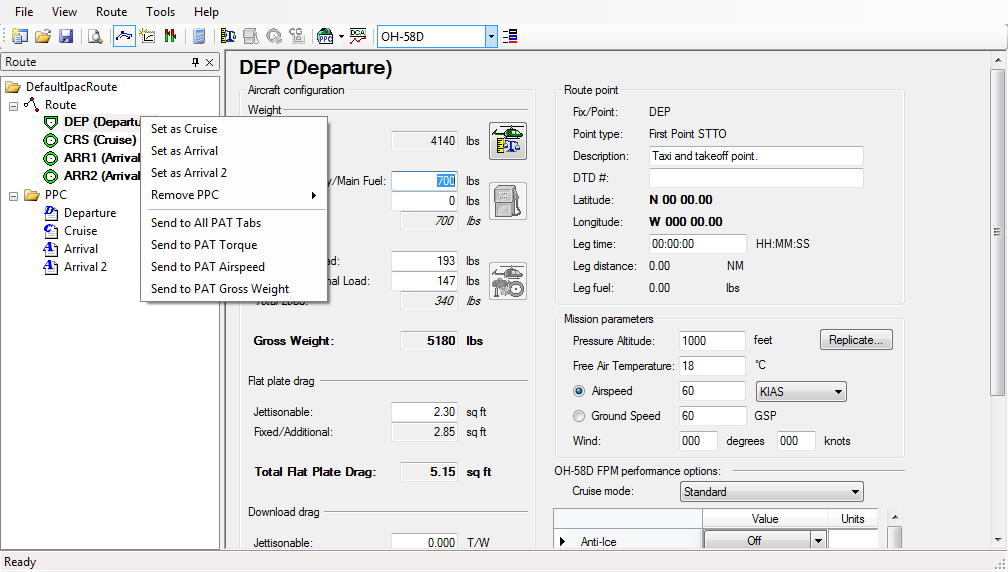 File View Route Tools Help
PPC DCA OH-58D
Route
DefaultIpacRoute
Route
DEP (Departu
CRS (Cruise)
ARR1 (Arrival
ARR2 (Arrival
PPC
Departure
Cruise
Arrival
Arrival 2
Set as Cruise
Set as Arrival
Set as Arrival 2
Remove PPC
Send to All PAT Tabs
Send to PAT Torque
Send to PAT Airspeed
Send to PAT Gross Weight
DEP (Departure)
Aircraft configuration
Weight
4140 lbs
y/Main Fuel: 700 lbs
0 lbs
700 lbs
ad: 193 lbs
nal Load: 147 lbs
Total Load: 340 lbs
Gross Weight: 5180 lbs
Flat plate drag
Jettisonable: 2.30 sq ft
Fixed/Additional: 2.85 sq ft
Total Flat Plate Drag: 5.15 sq ft
Download drag
Jettisonable: 0.000 T/W
Route point
Fix/Point: DEP
Point type: First Point STTO
Description: Taxi and takeoff point.
DTD #:
Latitude: N 00 00.00
Longitude: W 000 00.00
Leg time: 00:00:00 HH:MM:SS
Leg distance: 0.00 NM
Leg fuel: 0.00 lbs
Mission parameters
Pressure Altitude: 1000 feet Replicate...
Free Air Temperature: 18 °C
Airspeed 60 KIAS
Ground Speed 60 GSP
Wind: 000 degrees 000 knots
OH-58D FPM performance options:
Cruise mode: Standard
Value Units
Anti-Ice Off
Ready